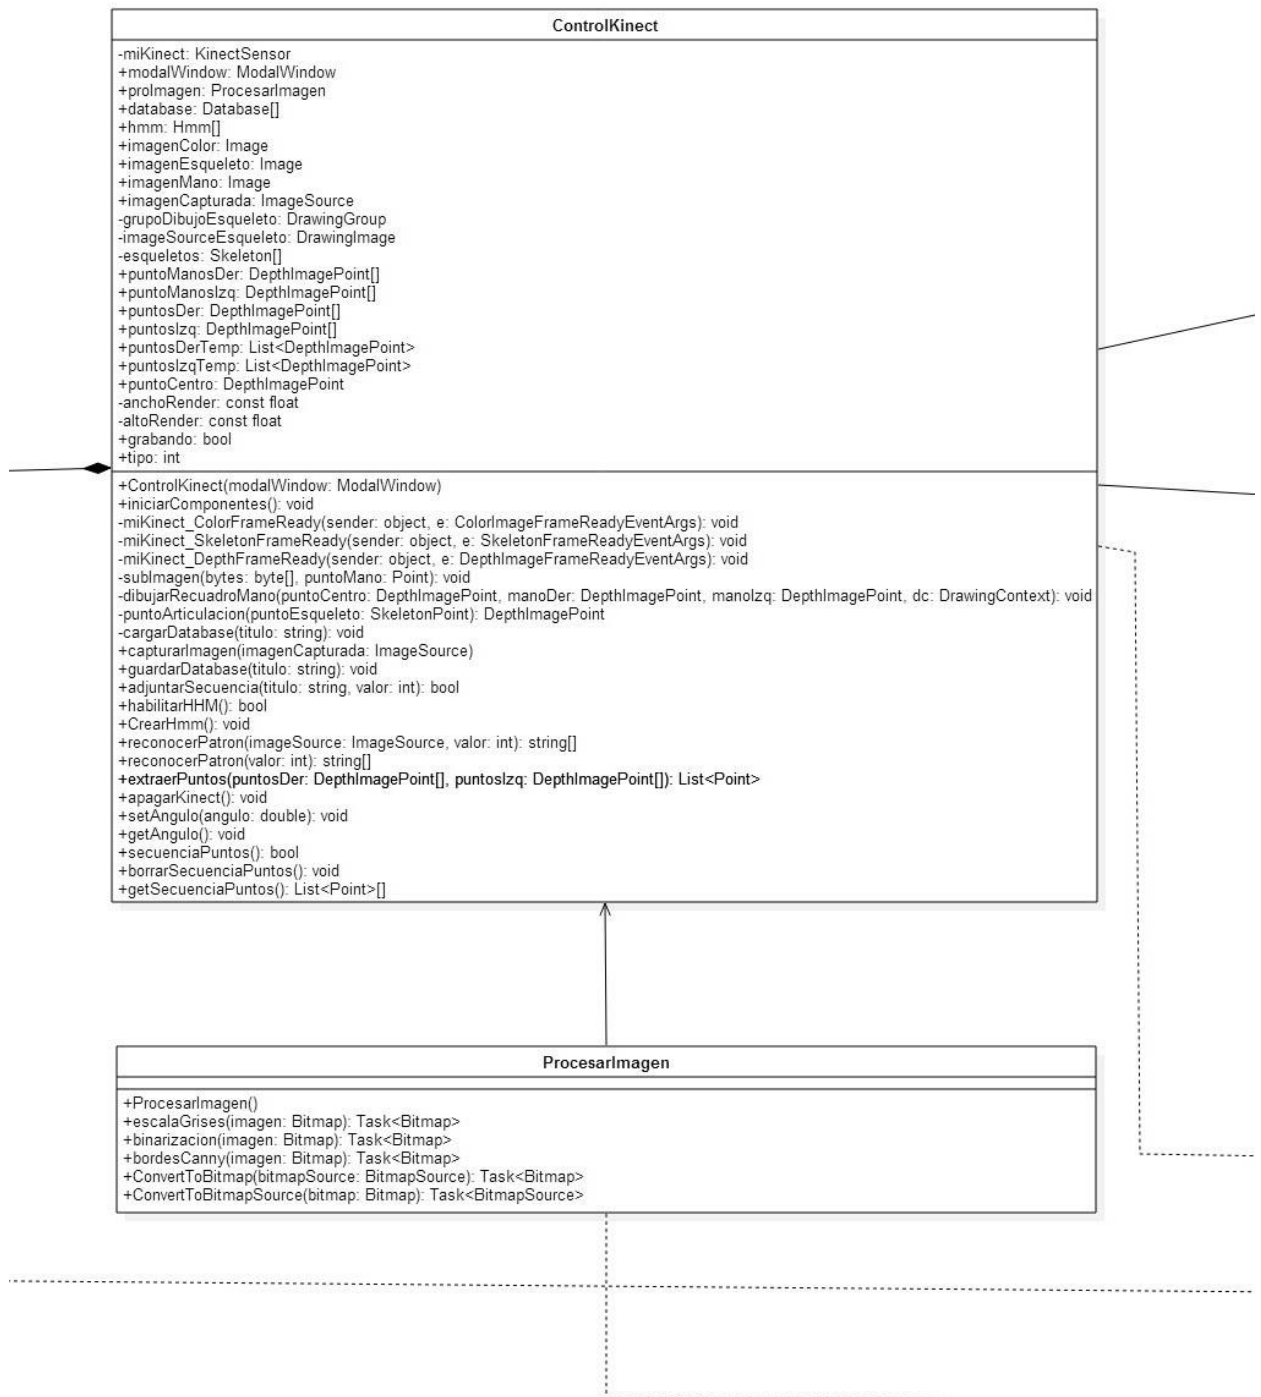 ControlKinect
-miKinect: KinectSensor
+modalWindow: ModalWindow
+proImagen: ProcesarImagen
+database: Database[]
+hmm: Hmm[]
+imagenColor: Image
+imagenEsqueleto: Image
+imagenMano: Image
+imagenCapturada: ImageSource
-grupoDibujoEsqueleto: DrawingGroup
-imageSourceEsqueleto: DrawingImage
-esqueletos: Skeleton[]
+puntoManosDer: DepthImagePoint[]
+puntoManosIzq: DepthImagePoint[]
+puntosDer: DepthImagePoint[]
+puntosIzq: DepthImagePoint[]
+puntosDerTemp: List<DepthImagePoint>
+puntosIzqTemp: List<DepthImagePoint>
+puntoCentro: DepthImagePoint
-anchoRender: const float
-altoRender: const float
+grabando: bool
+tipo: int
+ControlKinect(modalWindow: ModalWindow)
+iniciarComponentes(): void
-miKinect_ColorFrameReady(sender: object, e: ColorImageFrameReadyEventArgs): void
-miKinect_SkeletonFrameReady(sender: object, e: SkeletonFrameReadyEventArgs): void
-miKinect_DepthFrameReady(sender: object, e: DepthImageFrameReadyEventArgs): void
-subImagen(bytes: byte[], puntoMano: Point): void
-dibujarRecuadroMano(puntoCentro: DepthImagePoint, manoDer: DepthImagePoint, manoIzq: DepthImagePoint, dc: DrawingContext): void
-puntoArticulacion(puntoEsqueleto: SkeletonPoint): DepthImagePoint
-cargarDatabase(titulo: string): void
+capturarImagen(imagenCapturada: ImageSource)
+guardarDatabase(titulo: string): void
+adjuntarSecuencia(titulo: string, valor: int): bool
+habilitarHHM(): bool
+CrearHmm(): void
+reconocerPatron(imageSource: ImageSource, valor: int): string[]
+reconocerPatron(valor: int): string[]
+extraerPuntos(puntosDer: DepthImagePoint[], puntosIzq: DepthImagePoint[]): List<Point>
+apagarKinect(): void
+setAngulo(angulo: double): void
+getAngulo(): void
+secuenciaPuntos(): bool
+borrarSecuenciaPuntos(): void
+getSecuenciaPuntos(): List<Point>[]
ProcesarImagen
+ProcesarImagen()
+escalaGrises(imagen: Bitmap): Task<Bitmap>
+binarizacion(imagen: Bitmap): Task<Bitmap>
+bordesCanny(imagen: Bitmap): Task<Bitmap>
+ConvertToBitmap(bitmapSource: BitmapSource): Task<Bitmap>
+ConvertToBitmapSource(bitmap: Bitmap): Task<BitmapSource>